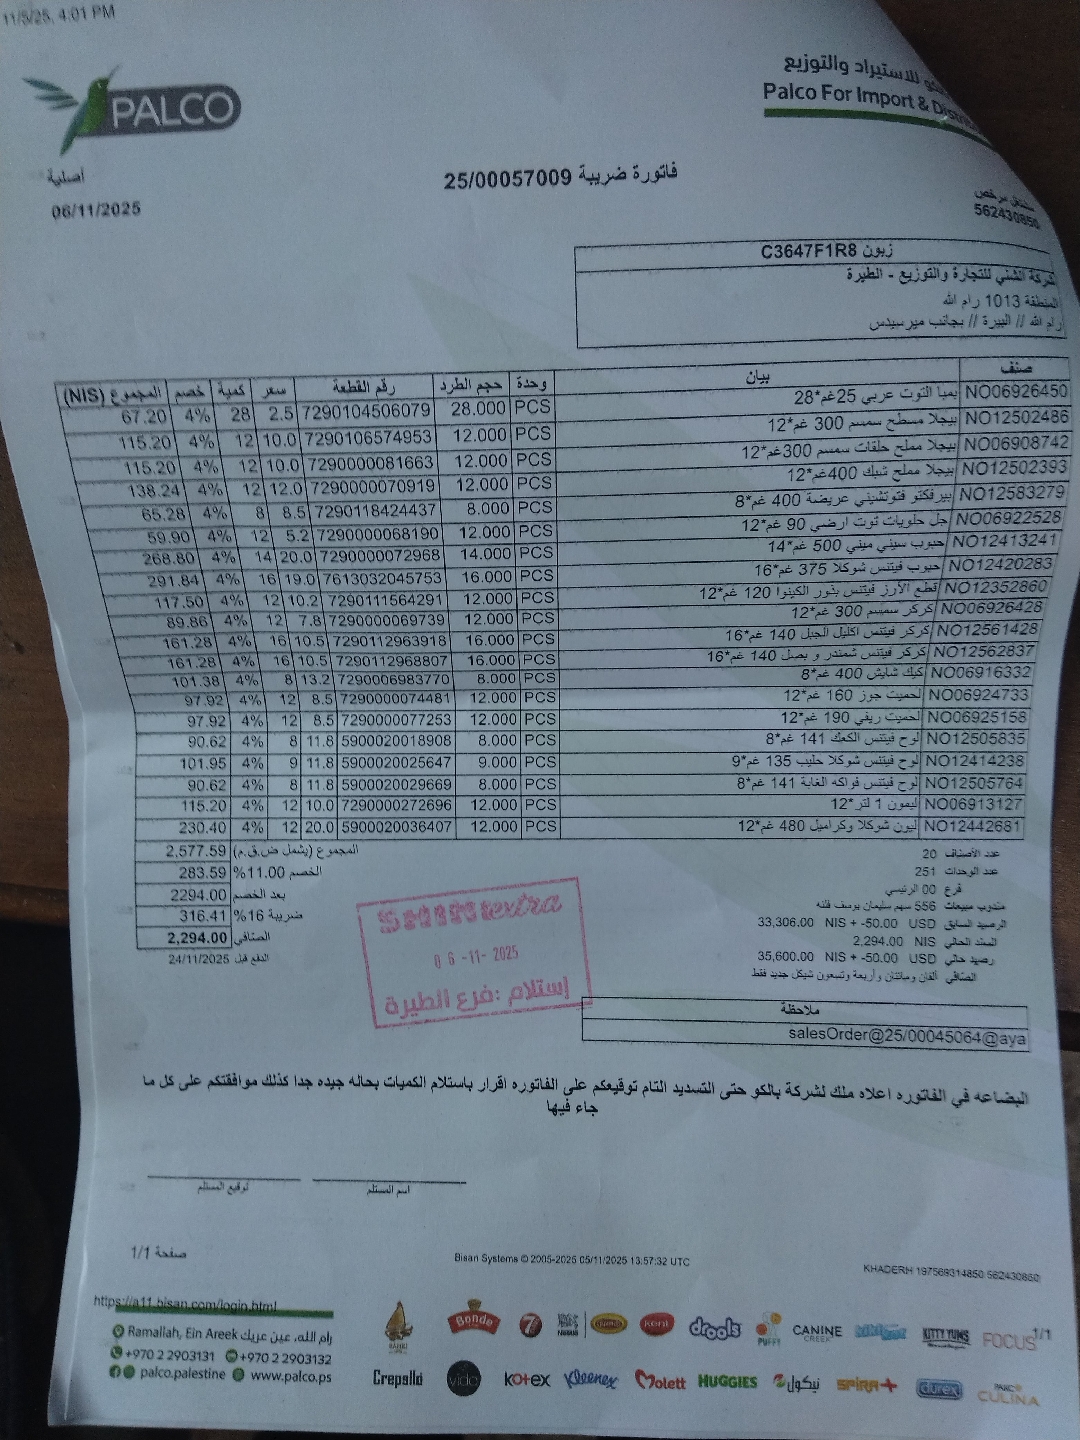 11/5/25, 4:01 PM
PALCO
للاستيراد والتوزيع
Palco For Import &
أصلية
فاتورة ضريبة 25/00057009
06/11/2025
مشتغل مرخص
562430850
زبون C3647F1R8
شركة الشني للتجارة والتوزيع - الطيرة
المنطقة 1013 رام الله
رام الله // البيرة // بجانب ميرسيدس
صنف بيان وحدة حجم الطرد رقم القطعة سعر كمية خصم المجموع (NIS)
NO06926450 بمبا التوت عربي 25غم*28 PCS 28.000 7290104506079 2.5 28 4% 67.20
NO12502486 بيجلا مسطح سمسم 300 غم*12 PCS 12.000 7290106574953 10.0 12 4% 115.20
NO06908742 بيجلا مملح حلقات سمسم 300غم*12 PCS 12.000 7290000081663 10.0 12 4% 115.20
NO12502393 بيجلا مملح شبك 400غم*12 PCS 12.000 7290000070919 12.0 12 4% 138.24
NO12583279 بيرفكتو فتوتشيني عريضة 400 غم*8 PCS 8.000 7290118424437 8.5 8 4% 65.28
NO06922528 جل حلويات توت ارضي 90 غم*12 PCS 12.000 7290000068190 5.2 12 4% 59.90
NO12413241 حبوب سيني ميني 500 غم*14 PCS 14.000 7290000072968 20.0 14 4% 268.80
NO12420283 حبوب فيتنس شوكلا 375 غم*16 PCS 16.000 7613032045753 19.0 16 4% 291.84
NO12352860 قطع الأرز فيتنس بذور الكينوا 120 غم*12 PCS 12.000 7290111564291 10.2 12 4% 117.50
NO06926428 كركر سمسم 300 غم*12 PCS 12.000 7290000069739 7.8 12 4% 89.86
NO12561428 كركر فيتنس اكليل الجبل 140 غم*16 PCS 16.000 7290112963918 10.5 16 4% 161.28
NO12562837 كركر فيتنس شمندر و بصل 140 غم*16 PCS 16.000 7290112968807 10.5 16 4% 161.28
NO06916332 كيك شايش 400 غم*8 PCS 8.000 7290006983770 13.2 8 4% 101.38
NO06924733 لحميت جرز 160 غم*12 PCS 12.000 7290000074481 8.5 12 4% 97.92
NO06925158 لحميت ريفي 190 غم*12 PCS 12.000 7290000077253 8.5 12 4% 97.92
NO12505835 لوح فيتنس الكعك 141 غم*8 PCS 8.000 5900020018908 11.8 8 4% 90.62
NO12414238 لوح فيتنس شوكلا حليب 135 غم*9 PCS 9.000 5900020025647 11.8 9 4% 101.95
NO12505764 لوح فيتنس فواكه الغابة 141 غم*8 PCS 8.000 5900020029669 11.8 8 4% 90.62
NO06913127 ليمون 1 لتر*12 PCS 12.000 7290000272696 10.0 12 4% 115.20
NO12442681 ليون شوكلا وكراميل 480 غم*12 PCS 12.000 5900020036407 20.0 12 4% 230.40
المجموع (يشمل ض.ق.م) 2,577.59
الخصم 11.00% 283.59
بعد الخصم 2294.00
ضريبة 16% 316.41
الصافي 2,294.00
الدفع قبل 24/11/2025
عدد الأصناف 20
عدد الوحدات 251
فرع 00 الرئيسي
مندوب مبيعات 556 سهم سليمان يوسف قلنه
الرصيد السابق 33,306.00 NIS + -50.00 USD
السند الحالي 2,294.00 NIS
رصيد حالي 35,600.00 NIS + -50.00 USD
الصافي ألفان ومائتان وأربعة وتسعون شيكل جديد فقط
extra
06-11-2025
إستلام : فرع الطيرة
ملاحظة
salesOrder@25/00045064@aya
البضاعه في الفاتوره اعلاه ملك لشركة بالكو حتى التسديد التام توقيعكم على الفاتوره اقرار باستلام الكميات بحاله جيده جدا كذلك موافقتكم على كل ما
جاء فيها
اسم المستلم
توقيع المستلم
صفحة 1/1
Bisan Systems © 2005-2025 05/11/2025 13:57:32 UTC
KHADERH 197569314850 562430850
https://a11.bisan.com/login.html
1/1
رام الله، عين عريك Ramallah, Ein Areek
+970 2 2903131 +970 2 2903132
palco.palestine www.palco.ps
Bonde 7 Kent drools PUFFY CANINE CREEK KITTY YUMS FOCUS
Crepella vido Kotex Kleenex Molett HUGGIES نيكول SPIRA+ durex CULINA